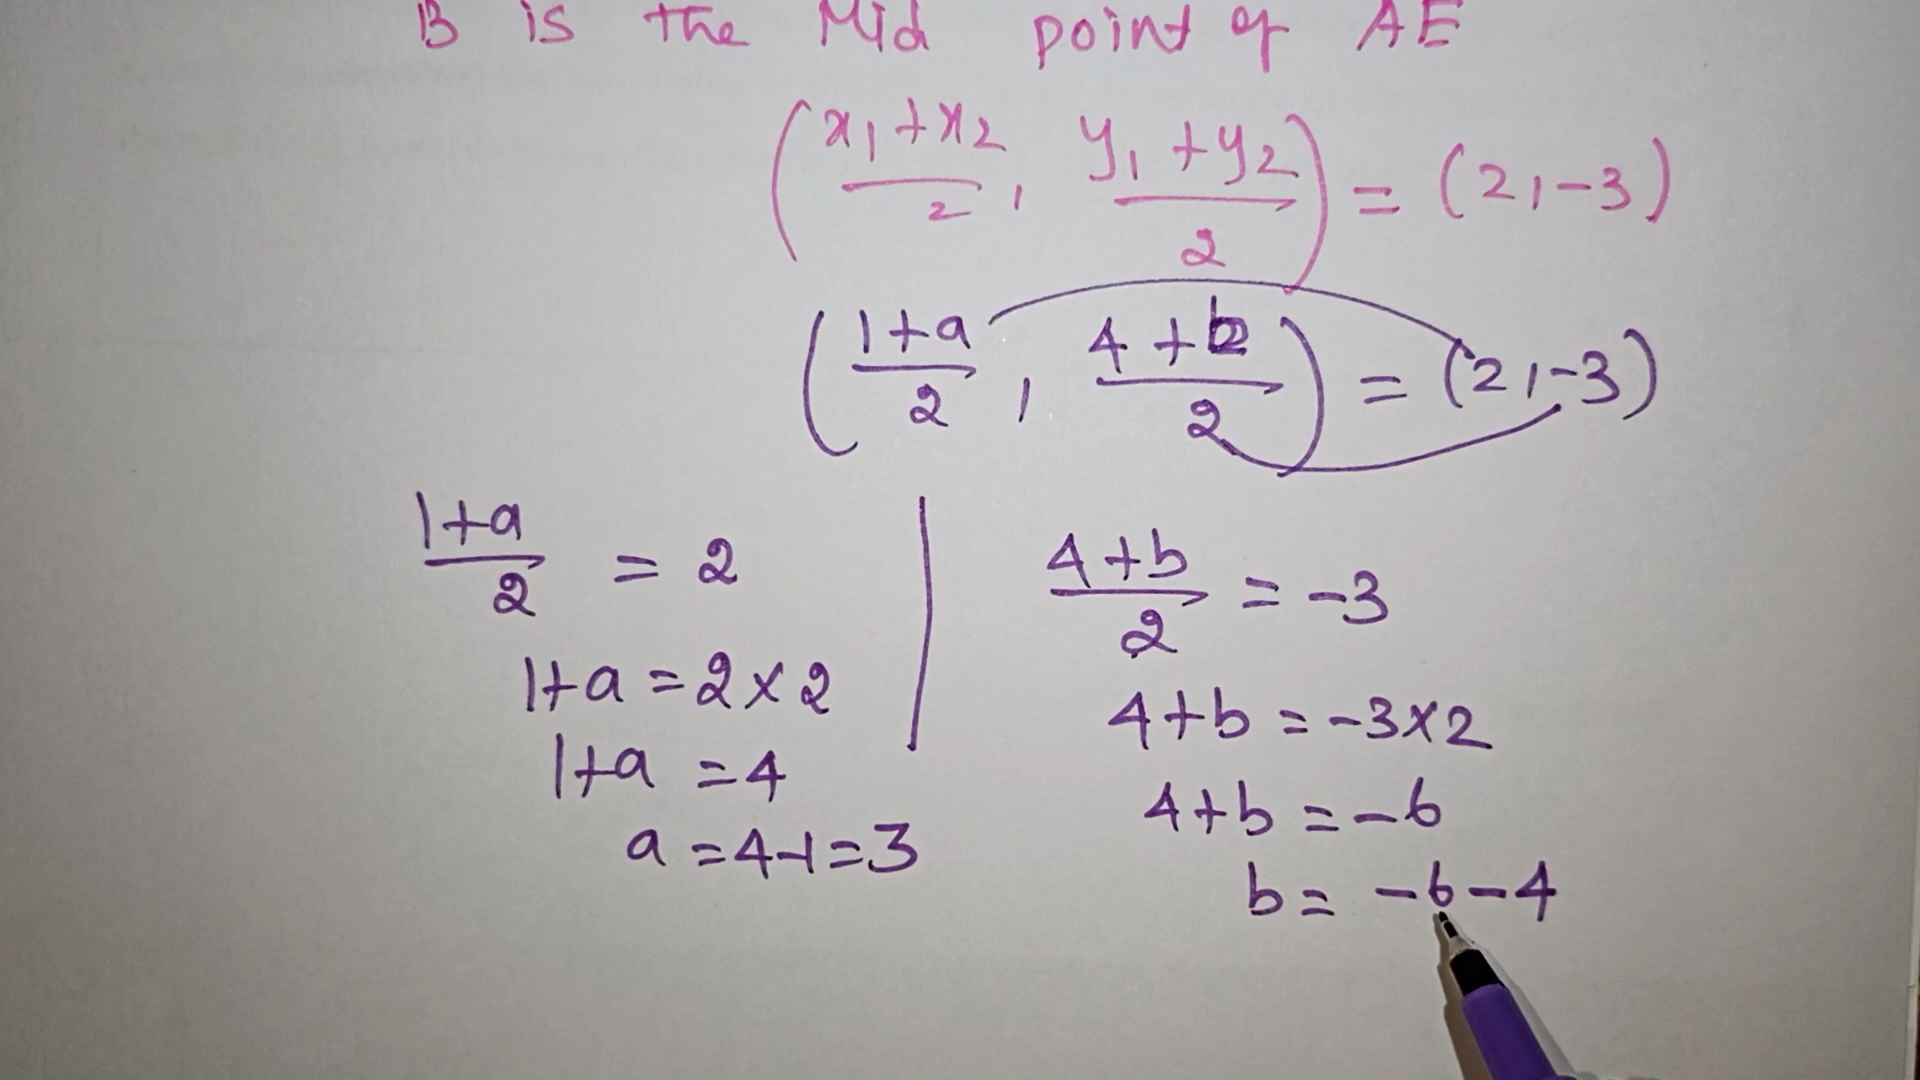 B is the Mid point of AE
(x₁+x₂/2, y₁+y₂/2) = (2,-3)
(1+a/2, 4+b/2) = (2,-3)
1+a/2 = 2
1+a = 2×2
1+a = 4
a = 4-1 = 3
4+b/2 = -3
4+b = -3×2
4+b = -6
b = -6-4